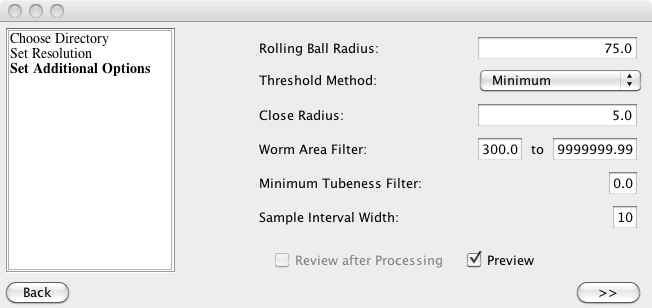 Choose Directory
Set Resolution
Set Additional Options
Rolling Ball Radius: 75.0
Threshold Method: Minimum
Close Radius: 5.0
Worm Area Filter: 300.0 to 9999999.99
Minimum Tubeness Filter: 0.0
Sample Interval Width: 10
Review after Processing Preview
Back >>